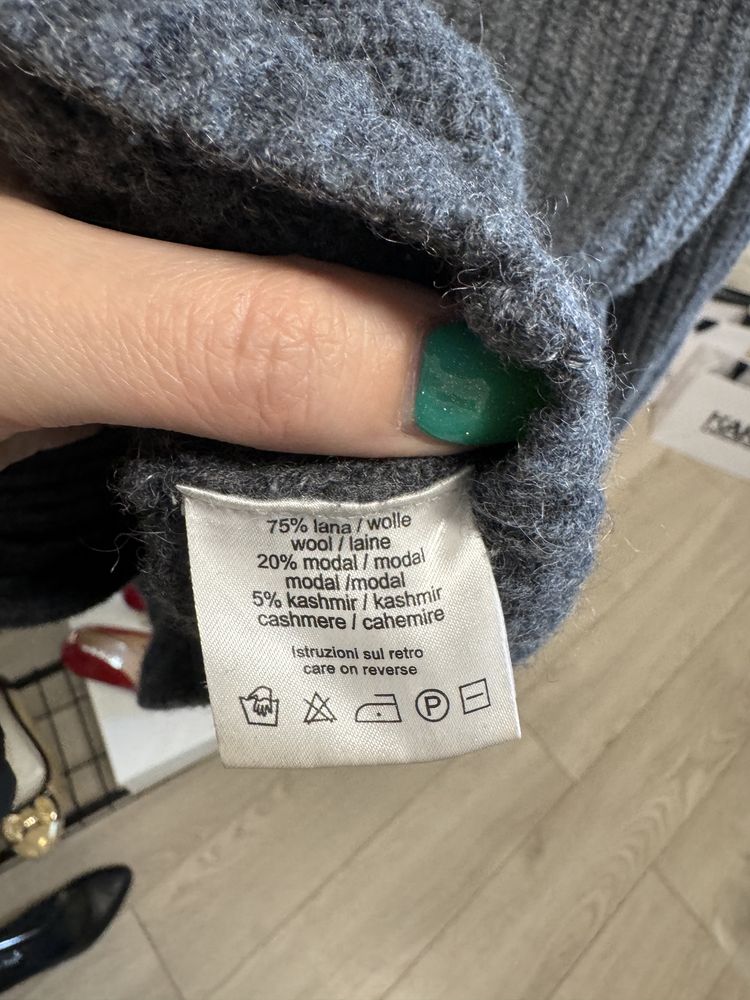 75% lana / wolle
wool / laine
20% modal / modal
modal /modal
5% kashmir / kashmir
cashmere / cahemire
Istruzioni sul retro
care on reverse
P